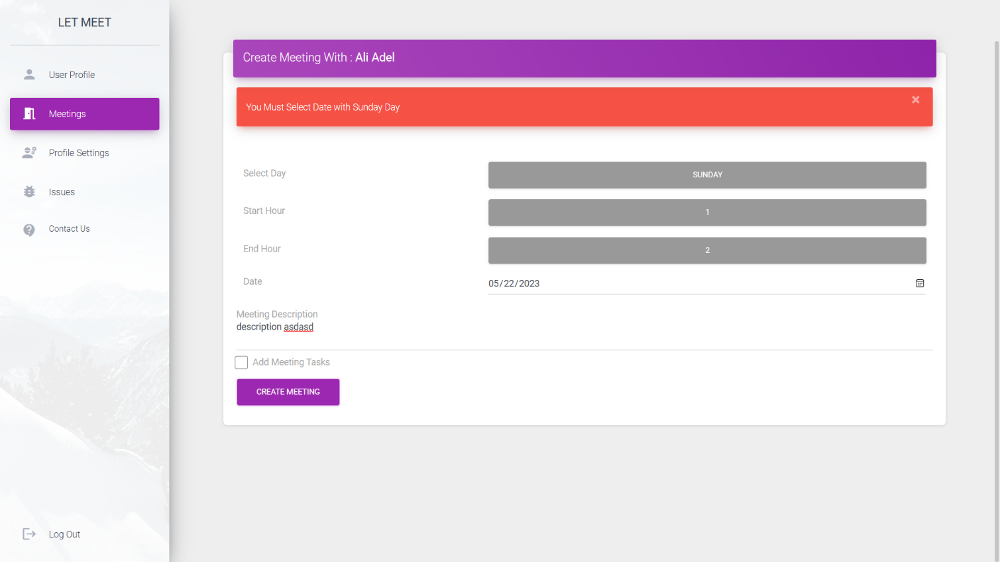 LET MEET
User Profile
Meetings
Profile Settings
Issues
Contact Us
Log Out
Create Meeting With : Ali Adel
You Must Select Date with Sunday Day
×
Select Day
SUNDAY
Start Hour
1
End Hour
2
Date
05/22/2023
Meeting Description
description asdasd
Add Meeting Tasks
CREATE MEETING